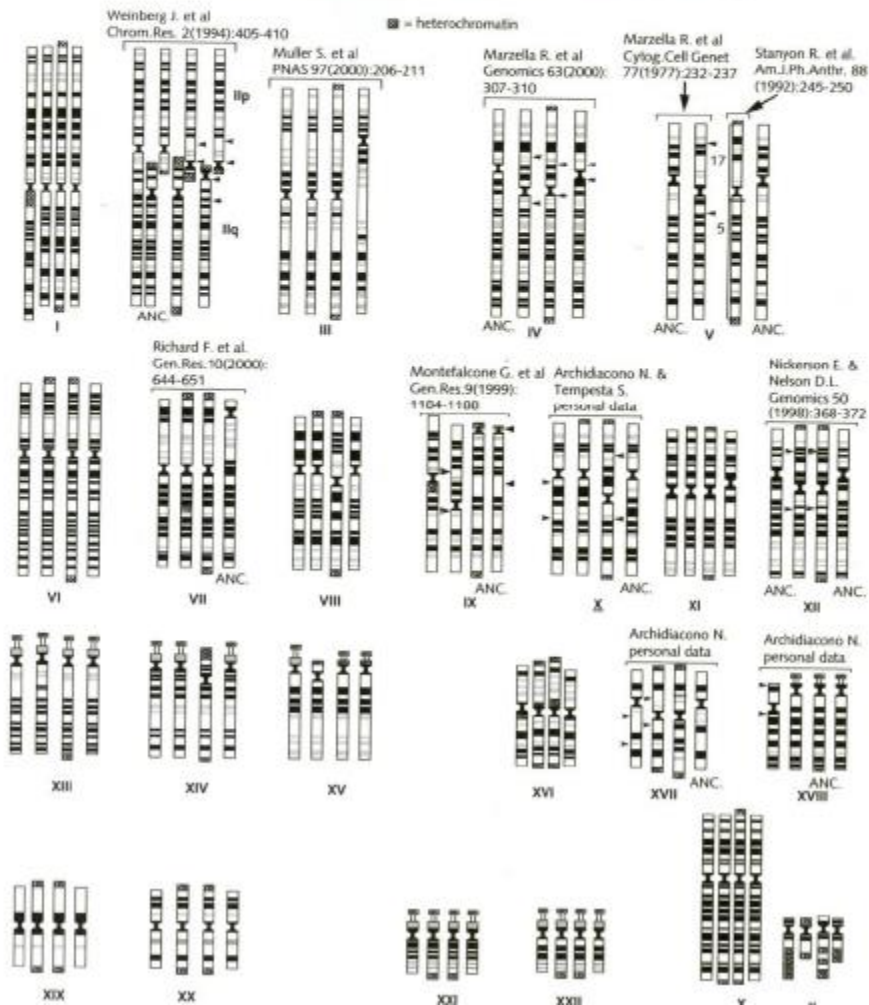 Weinberg J. et al
Chrom.Res. 2(1994):405-410
▨ = heterochromatin
Muller S. et al
PNAS 97(2000):206-211
Marzella R. et al
Genomics 63(2000):
307-310
Marzella R. et al
Cytog.Cell Genet
77(1977):232-237
Stanyon R. et al.
Am.J.Ph.Anthr. 88
(1992):245-250
IIp
IIq
17
5
ANC.
ANC.
ANC.
ANC.
I
III
IV
V
Richard F. et al.
Gen.Res.10(2000):
644-651
Montefalcone G. et al
Gen.Res.9(1999):
Archidiacono N. &
Tempesta S.
personal data
Nickerson E. &
Nelson D.L.
Genomics 50
(1998):368-372
ANC.
ANC.
ANC.
ANC.
ANC.
VI
VII
VIII
IX
X
XI
XII
Archidiacono N.
personal data
Archidiacono N.
personal data
ANC.
ANC.
XIII
XIV
XV
XVI
XVII
XVIII
XIX
XX
XXI
XXII
X